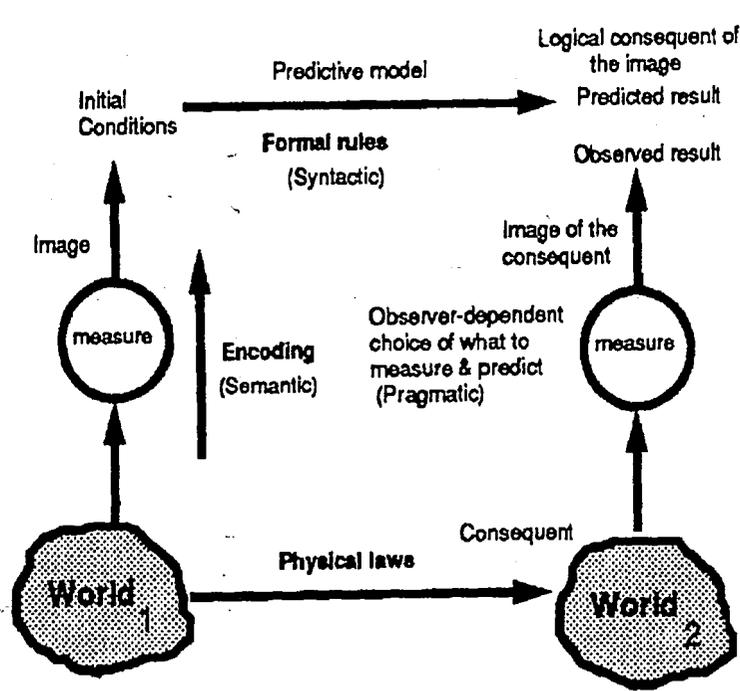 Logical consequent of
the image
Predictive model
Initial
Conditions
Predicted result
Formal rules
(Syntactic)
Observed result
Image
Image of the
consequent
measure
Observer-dependent
choice of what to
measure & predict
(Pragmatic)
measure
Encoding
(Semantic)
Consequent
Physical laws
World 1
World 2